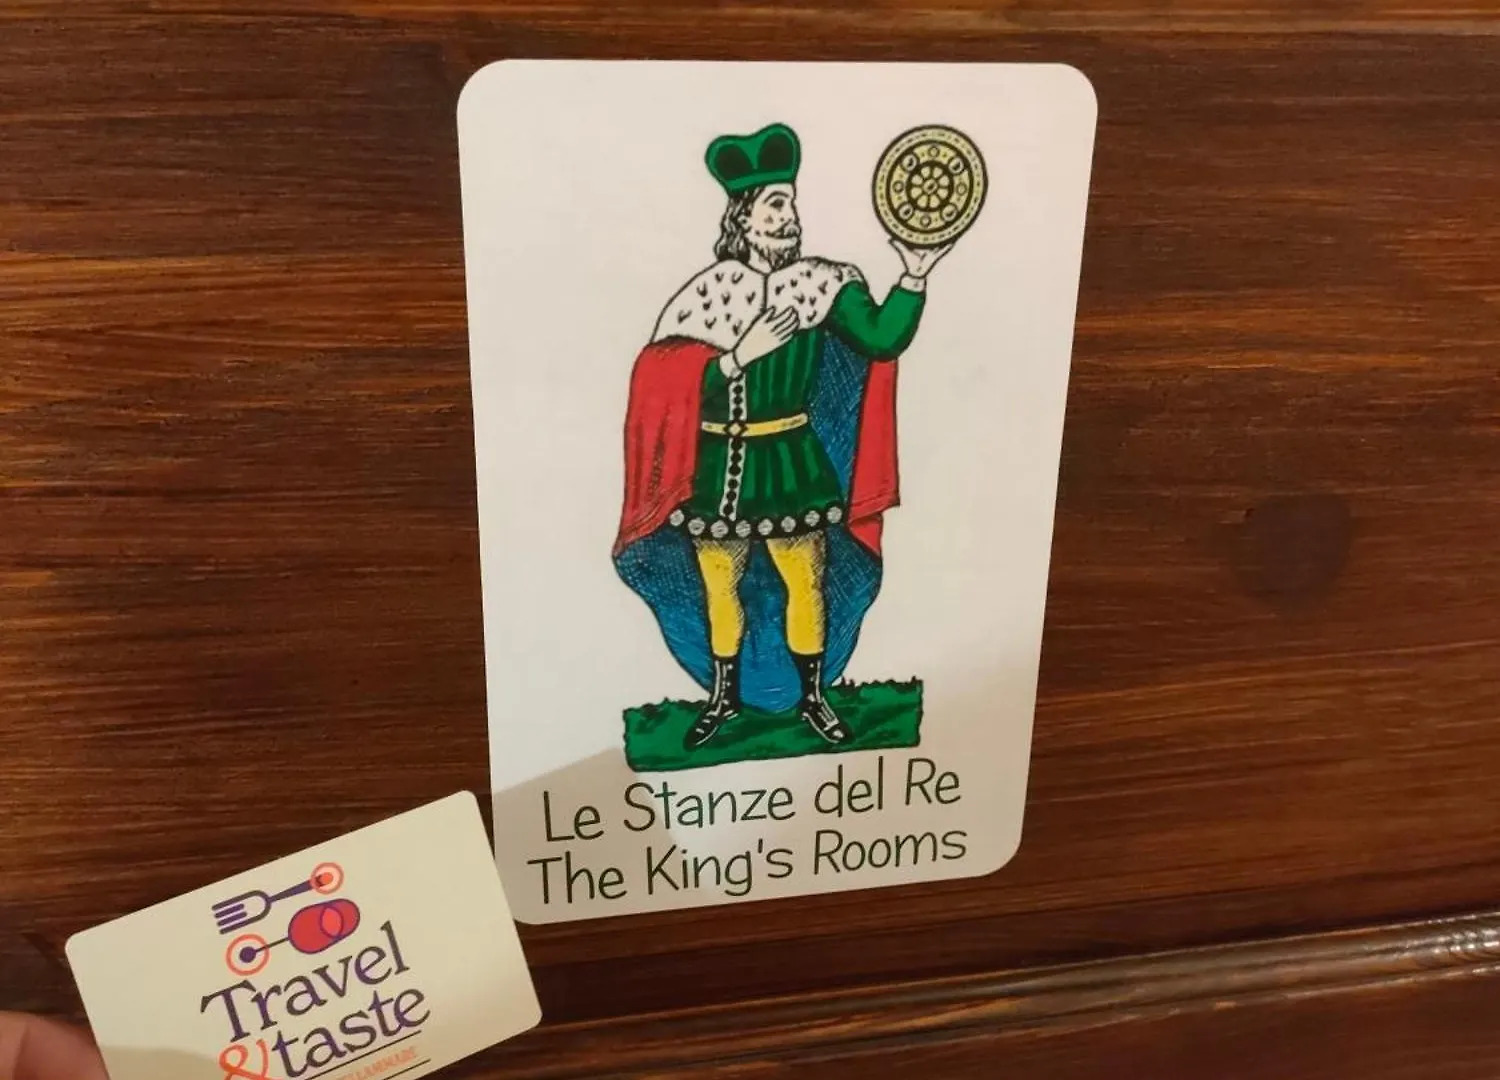 Le Stanze del Re
The King's Rooms
Travel
&taste